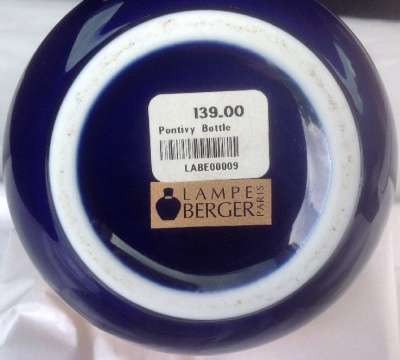 139.00
Pontivy Bottle
LABE00009
LAMPE
BERGER
PARIS